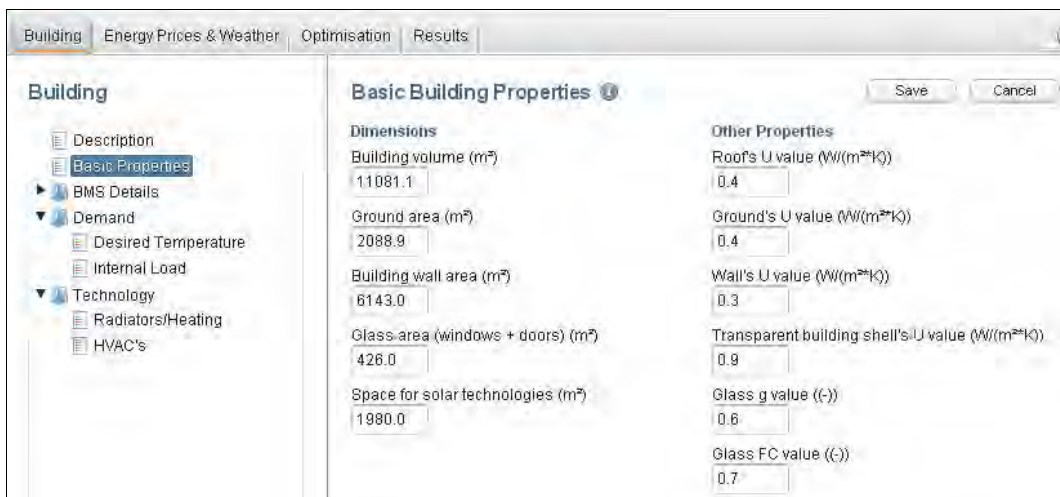 Building Energy Prices & Weather Optimisation Results
Building
Description
Basic Properties
BMS Details
Demand
Desired Temperature
Internal Load
Technology
Radiators/Heating
HVAC's
Basic Building Properties
Save Cancel
Dimensions
Building volume (m³)
11081.1
Ground area (m²)
2088.9
Building wall area (m²)
6143.0
Glass area (windows + doors) (m²)
426.0
Space for solar technologies (m²)
1980.0
Other Properties
Roof's U value (W/(m²*K))
0.4
Ground's U value (W/(m²*K))
0.4
Wall's U value (W/(m²*K))
0.3
Transparent building shell's U value (W/(m²*K))
0.9
Glass g value ((-))
0.6
Glass FC value ((-))
0.7